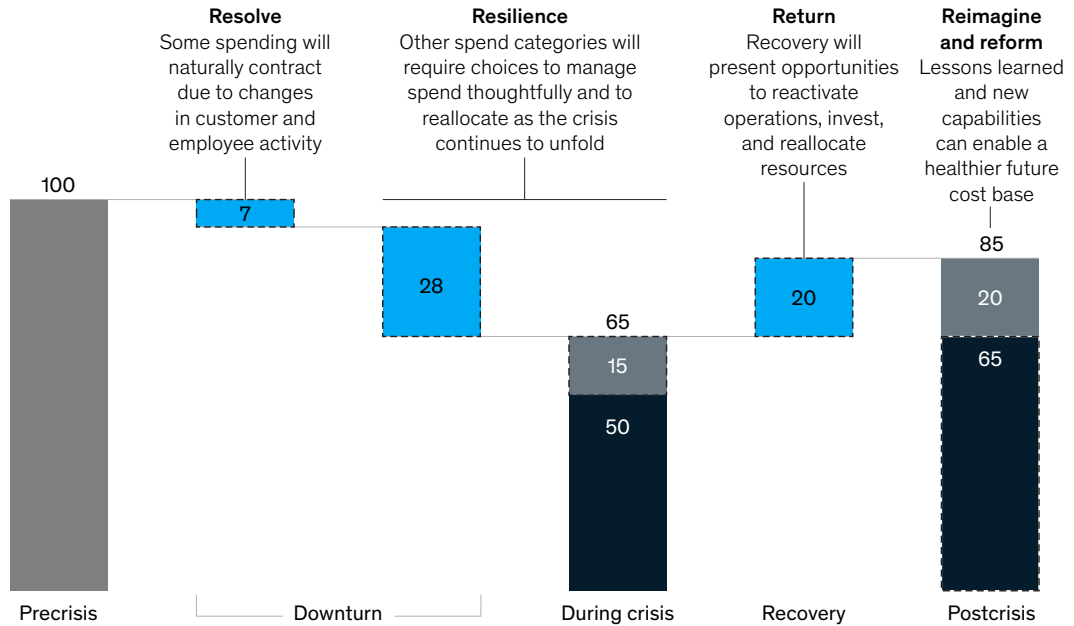 Resolve
Some spending will
naturally contract
due to changes
in customer and
employee activity
Resilience
Other spend categories will
require choices to manage
spend thoughtfully and to
reallocate as the crisis
continues to unfold
Return
Recovery will
present opportunities
to reactivate
operations, invest,
and reallocate
resources
Reimagine
and reform
Lessons learned
and new
capabilities
can enable a
healthier future
cost base
100
7
28
65
15
50
20
85
20
65
Precrisis
Downturn
During crisis
Recovery
Postcrisis